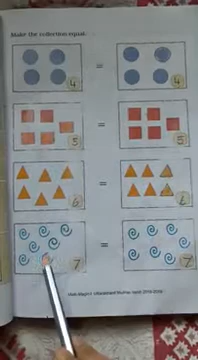 Make the collection equal.
4 = 4
5 = 5
6 = 6
7 = 7